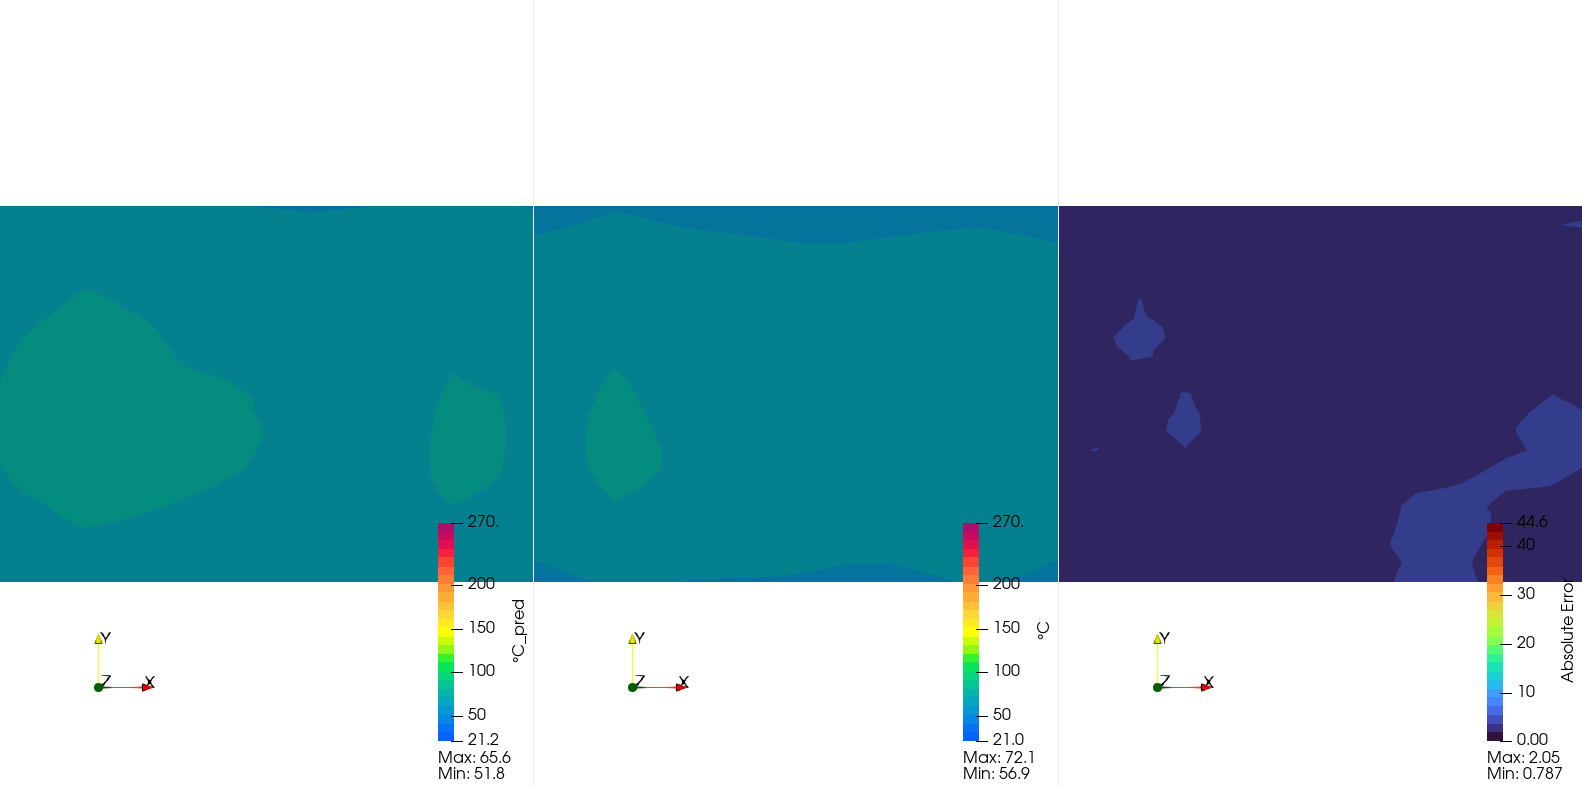 270.
200
150
100
50
21.2
°C_pred
Max: 65.6
Min: 51.8
Y
Z
X
270.
200
150
100
50
21.0
°C
Max: 72.1
Min: 56.9
Y
Z
X
44.6
40
30
20
10
0.00
Absolute Error
Max: 2.05
Min: 0.787
Y
Z
X